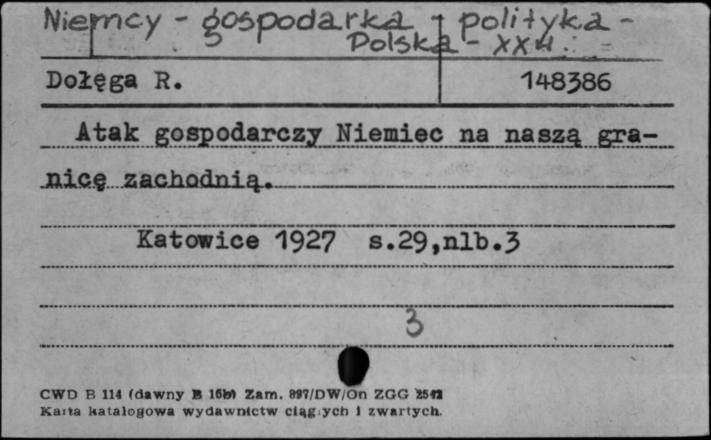 Niemcy - gospodarka - polityka -
Polska - XX w.
Dołęga R. 148386
Atak gospodarczy Niemiec na naszą gra-
nicę zachodnią.
Katowice 1927 s.29,nlb.3
3
CWD B 114 (dawny B 16b) Zam. 897/DW/On ZGG 2542
Karta katalogowa wydawnictw ciągłych i zwartych.